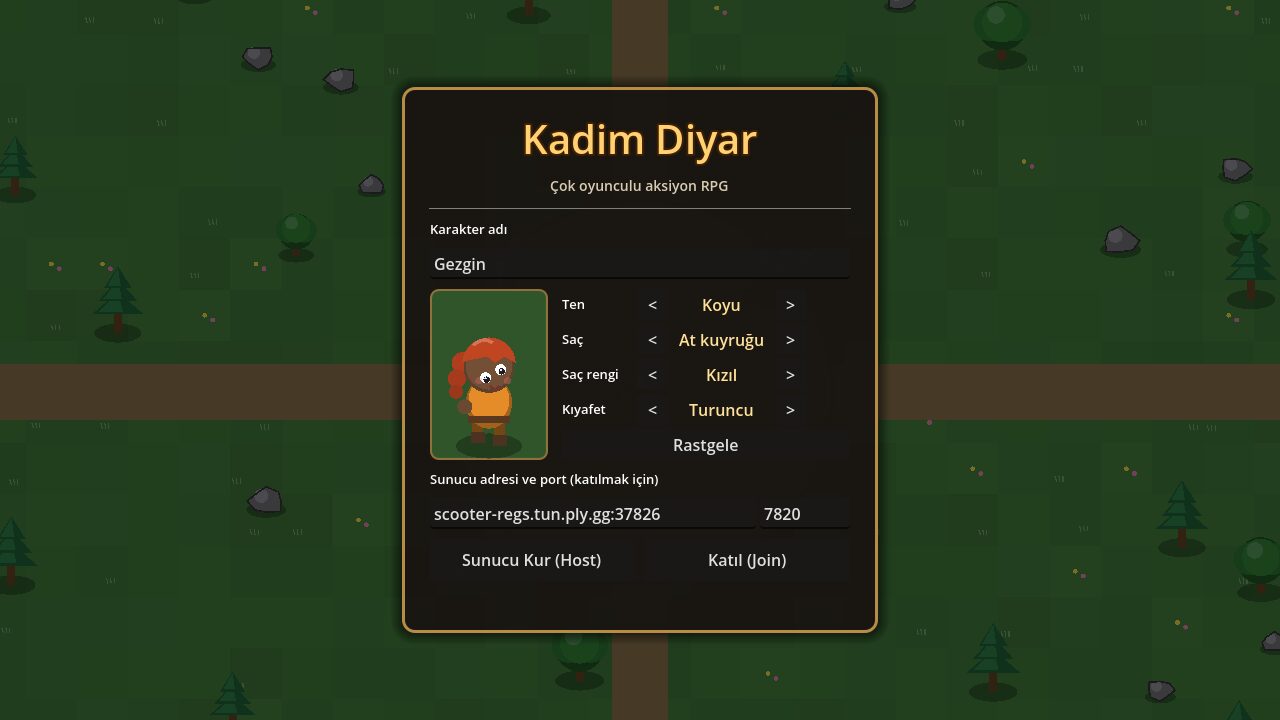 Kadim Diyar
Çok oyunculu aksiyon RPG
Karakter adı
Gezgin
Ten < Koyu >
Saç < At kuyruğu >
Saç rengi < Kızıl >
Kıyafet < Turuncu >
Rastgele
Sunucu adresi ve port (katılmak için)
scooter-regs.tun.ply.gg:37826 7820
Sunucu Kur (Host) Katıl (Join)